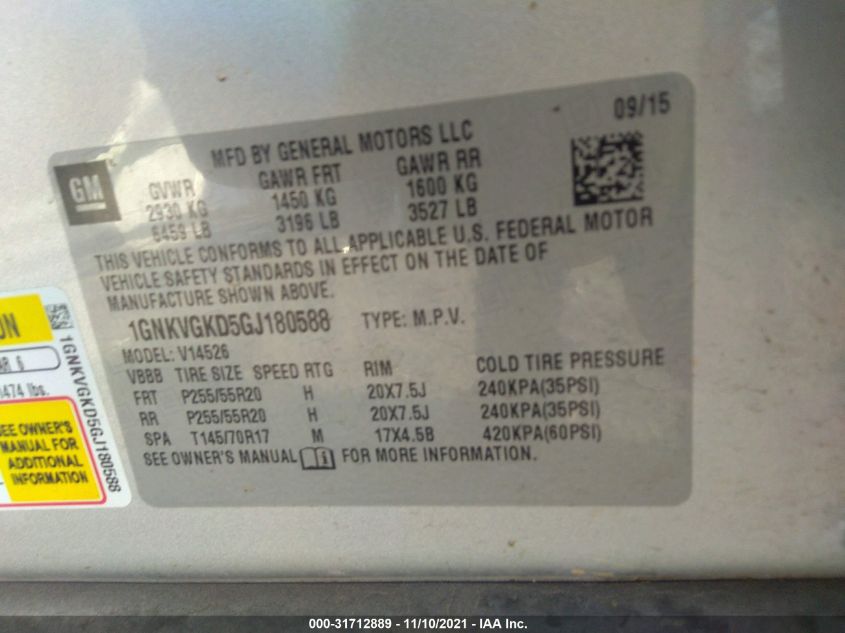 09/15
MFD BY GENERAL MOTORS LLC
GM
GVWR GAWR FRT GAWR RR
2930 KG 1450 KG 1600 KG
6459 LB 3196 LB 3527 LB
THIS VEHICLE CONFORMS TO ALL APPLICABLE U.S. FEDERAL MOTOR
VEHICLE SAFETY STANDARDS IN EFFECT ON THE DATE OF
MANUFACTURE SHOWN ABOVE.
1GNKVGKD5GJ180588 TYPE: M.P.V.
MODEL: V14526
VBBB TIRE SIZE SPEED RTG RIM COLD TIRE PRESSURE
FRT P255/55R20 H 20X7.5J 240KPA(35PSI)
RR P255/55R20 H 20X7.5J 240KPA(35PSI)
SPA T145/70R17 M 17X4.5B 420KPA(60PSI)
SEE OWNER'S MANUAL FOR MORE INFORMATION.
ON
AR 6
474 lbs.
SEE OWNER'S
MANUAL FOR
ADDITIONAL
INFORMATION
1GNKVGKD5GJ180588
000-31712889 - 11/10/2021 - IAA Inc.